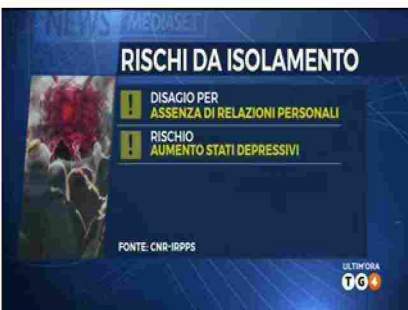 NEWS MEDIASET
RISCHI DA ISOLAMENTO
! DISAGIO PER
ASSENZA DI RELAZIONI PERSONALI
! RISCHIO
AUMENTO STATI DEPRESSIVI
FONTE: CNR-IRPPS
ULTIM'ORA
TG4